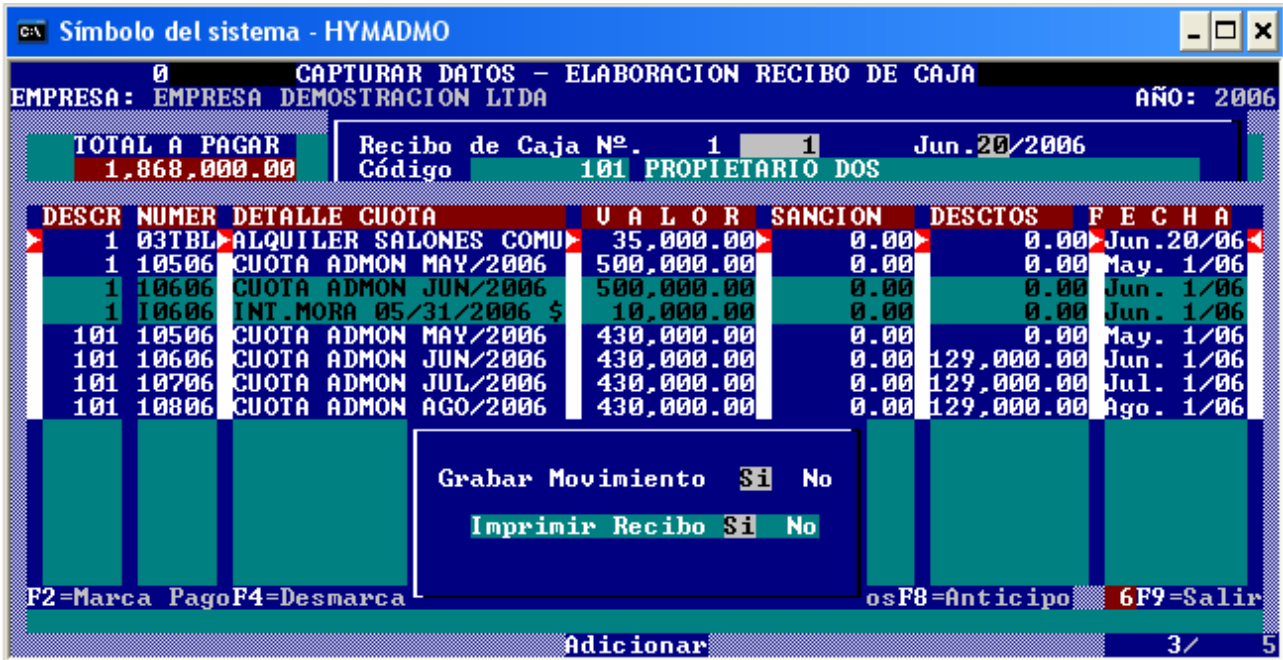 Símbolo del sistema - HYMADMO
0 CAPTURAR DATOS - ELABORACION RECIBO DE CAJA
EMPRESA: EMPRESA DEMOSTRACION LTDA AÑO: 2006
TOTAL A PAGAR Recibo de Caja Nº. 1 1 Jun.20/2006
1,868,000.00 Código 101 PROPIETARIO DOS
DESCR NUMER DETALLE CUOTA V A L O R SANCION DESCTOS F E C H A
1 03TBL ALQUILER SALONES COMU 35,000.00 0.00 0.00 Jun.20/06
1 10506 CUOTA ADMON MAY/2006 500,000.00 0.00 0.00 May. 1/06
1 10606 CUOTA ADMON JUN/2006 500,000.00 0.00 0.00 Jun. 1/06
1 I0606 INT.MORA 05/31/2006 $ 10,000.00 0.00 0.00 Jun. 1/06
101 10506 CUOTA ADMON MAY/2006 430,000.00 0.00 0.00 May. 1/06
101 10606 CUOTA ADMON JUN/2006 430,000.00 0.00 129,000.00 Jun. 1/06
101 10706 CUOTA ADMON JUL/2006 430,000.00 0.00 129,000.00 Jul. 1/06
101 10806 CUOTA ADMON AGO/2006 430,000.00 0.00 129,000.00 Ago. 1/06
Grabar Movimiento Si No
Imprimir Recibo Si No
F2=Marca Pago F4=Desmarca os F8=Anticipo 6 F9=Salir
Adicionar 3/ 5